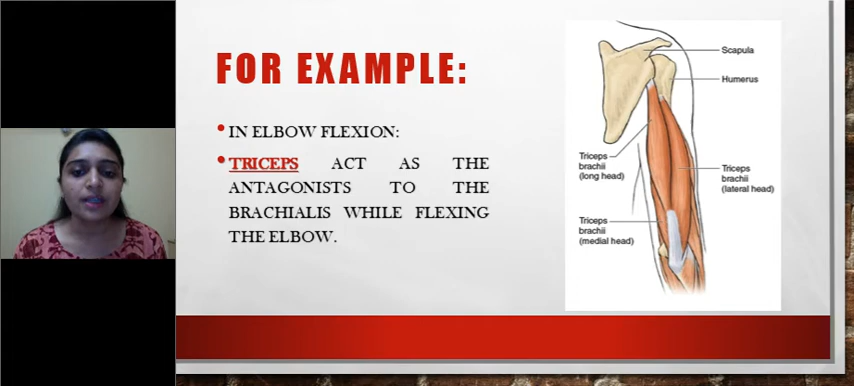 FOR EXAMPLE:
• IN ELBOW FLEXION:
• TRICEPS ACT AS THE
ANTAGONISTS TO THE
BRACHIALIS WHILE FLEXING
THE ELBOW.
Scapula
Humerus
Triceps
brachii
(long head)
Triceps
brachii
(lateral head)
Triceps
brachii
(medial head)